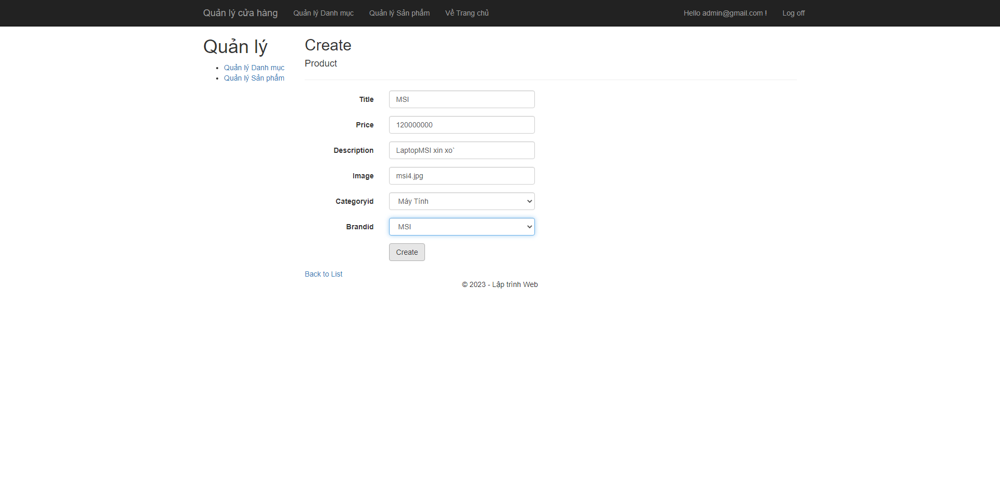 Quản lý cửa hàng Quản lý Danh mục Quản lý Sản phẩm Về Trang chủ Hello admin@gmail.com ! Log off
Quản lý
Quản lý Danh mục
Quản lý Sản phẩm
Create
Product
Title MSI
Price 120000000
Description LaptopMSI xin xo`
Image msi4.jpg
Categoryid Máy Tính
Brandid MSI
Create
Back to List
© 2023 - Lập trình Web